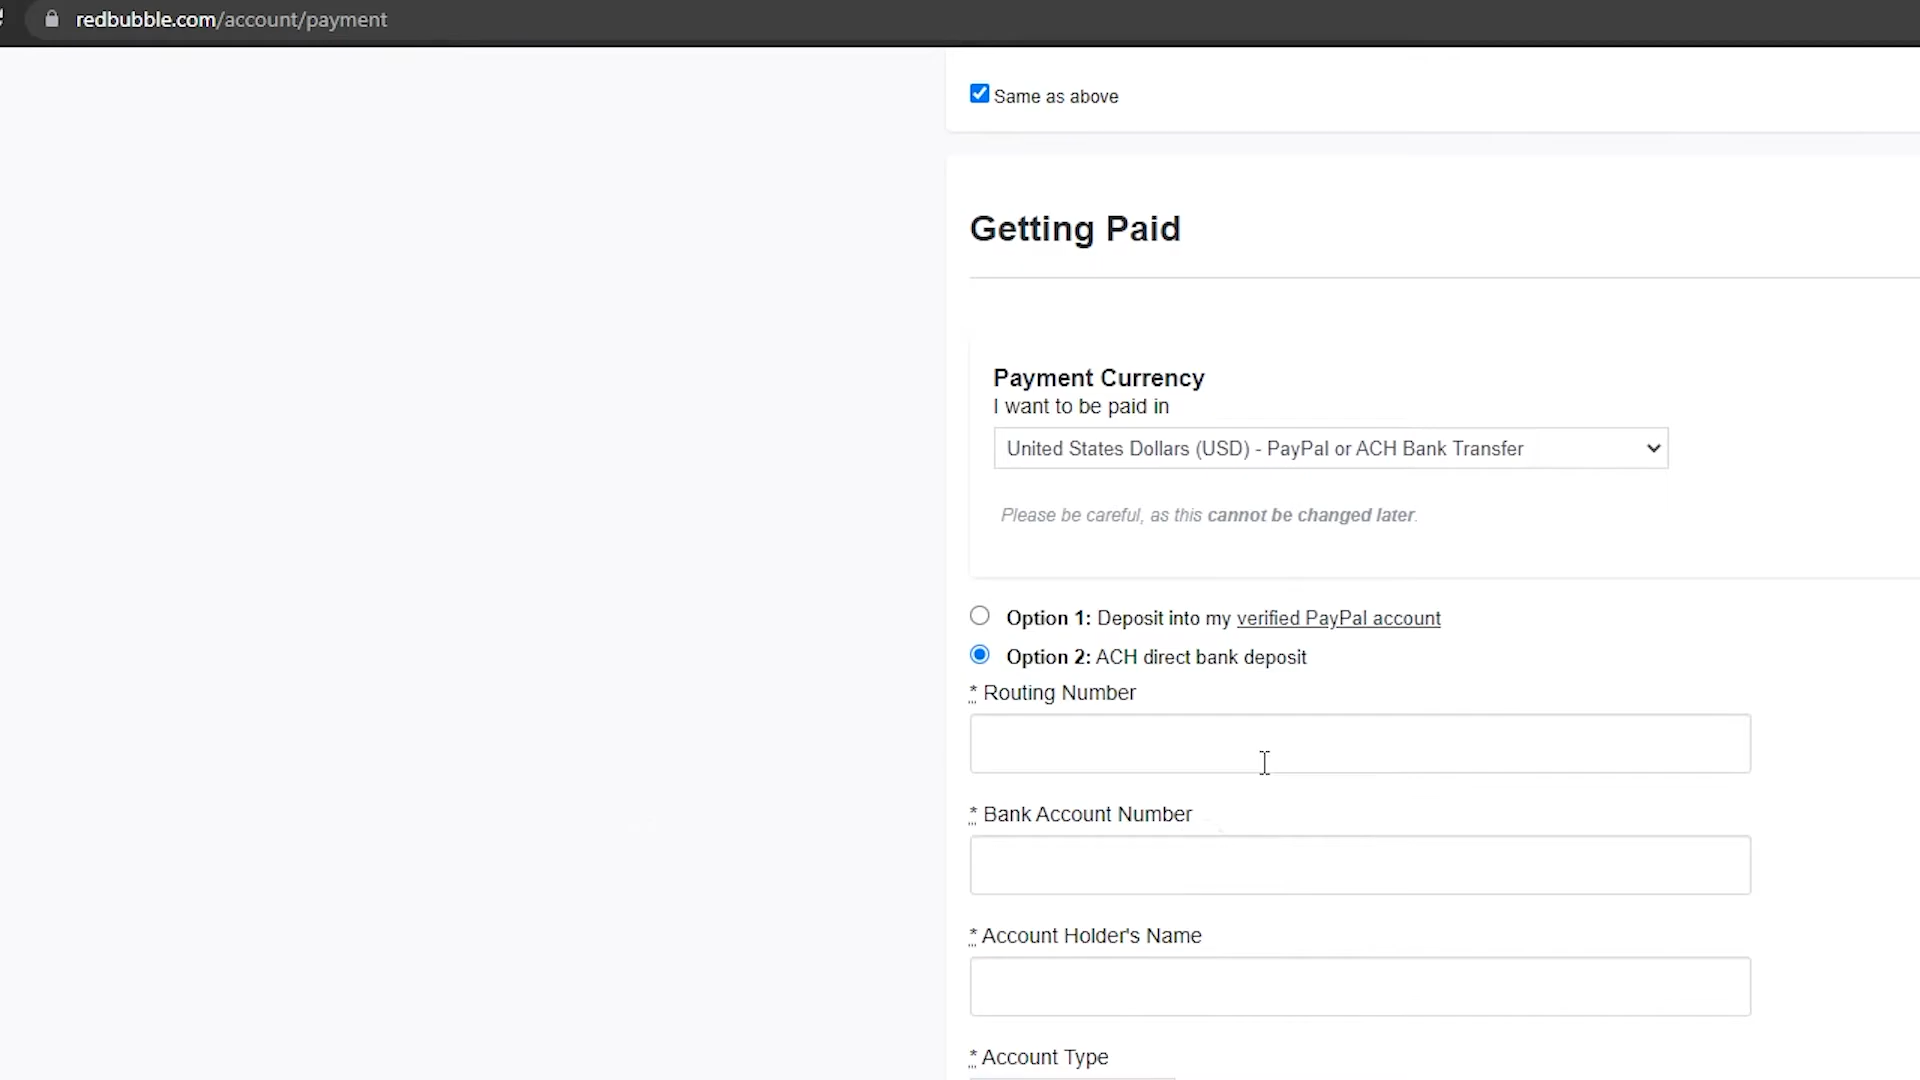 redbubble.com/account/payment
Same as above
Getting Paid
Payment Currency
I want to be paid in
United States Dollars (USD) - PayPal or ACH Bank Transfer
Please be careful, as this cannot be changed later.
Option 1: Deposit into my verified PayPal account
Option 2: ACH direct bank deposit
* Routing Number
* Bank Account Number
* Account Holder's Name
* Account Type